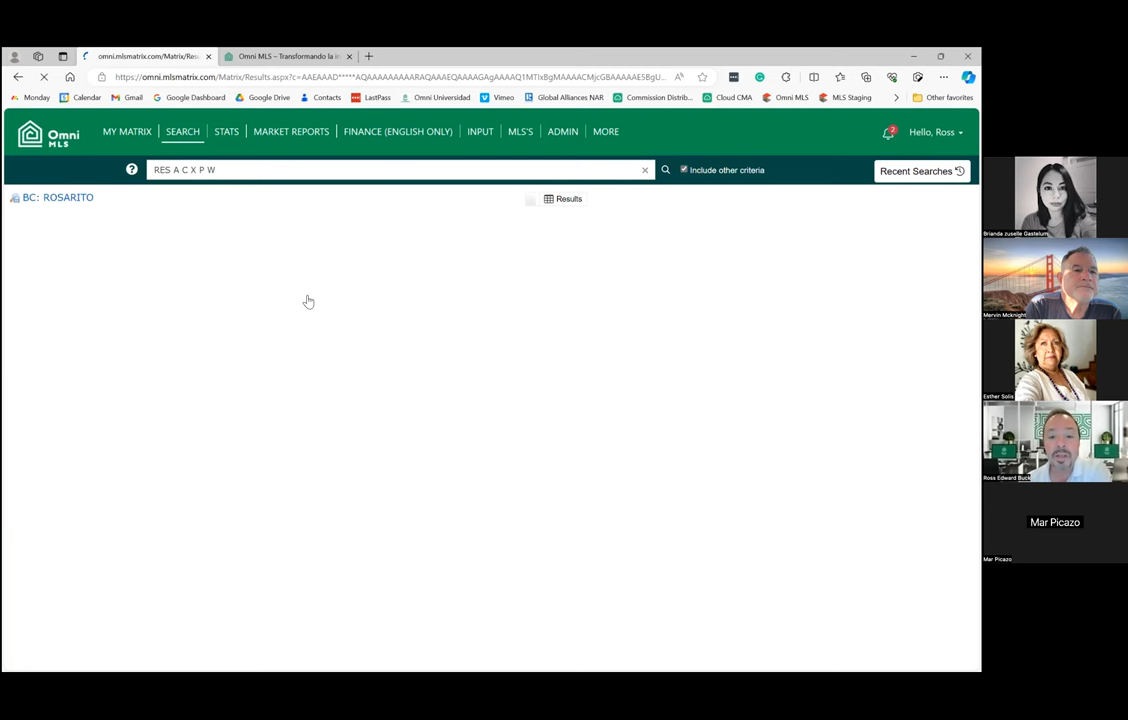 omni.mlsmatrix.com/Matrix/Res
Omni MLS – Transformando la in
https://omni.mlsmatrix.com/Matrix/Results.aspx?c=AAEAAAD*****AQAAAAAAAAARAQAAAEQAAAAGAgAAAAQ1MTIxBgMAAAACMjcGBAAAAAE5BgU...
Monday
Calendar
Gmail
Google Dashboard
Google Drive
Contacts
LastPass
Omni Universidad
Vimeo
Global Alliances NAR
Commission Distrib...
Cloud CMA
Omni MLS
MLS Staging
Other favorites
Omni MLS
MY MATRIX
SEARCH
STATS
MARKET REPORTS
FINANCE (ENGLISH ONLY)
INPUT
MLS'S
ADMIN
MORE
2
Hello, Ross
RES A C X P W
Include other criteria
Recent Searches
BC: ROSARITO
Results
Brianda zuselle Gastelum
Mervin Mcknight
Esther Solis
Ross Edward Buck
Mar Picazo
Mar Picazo